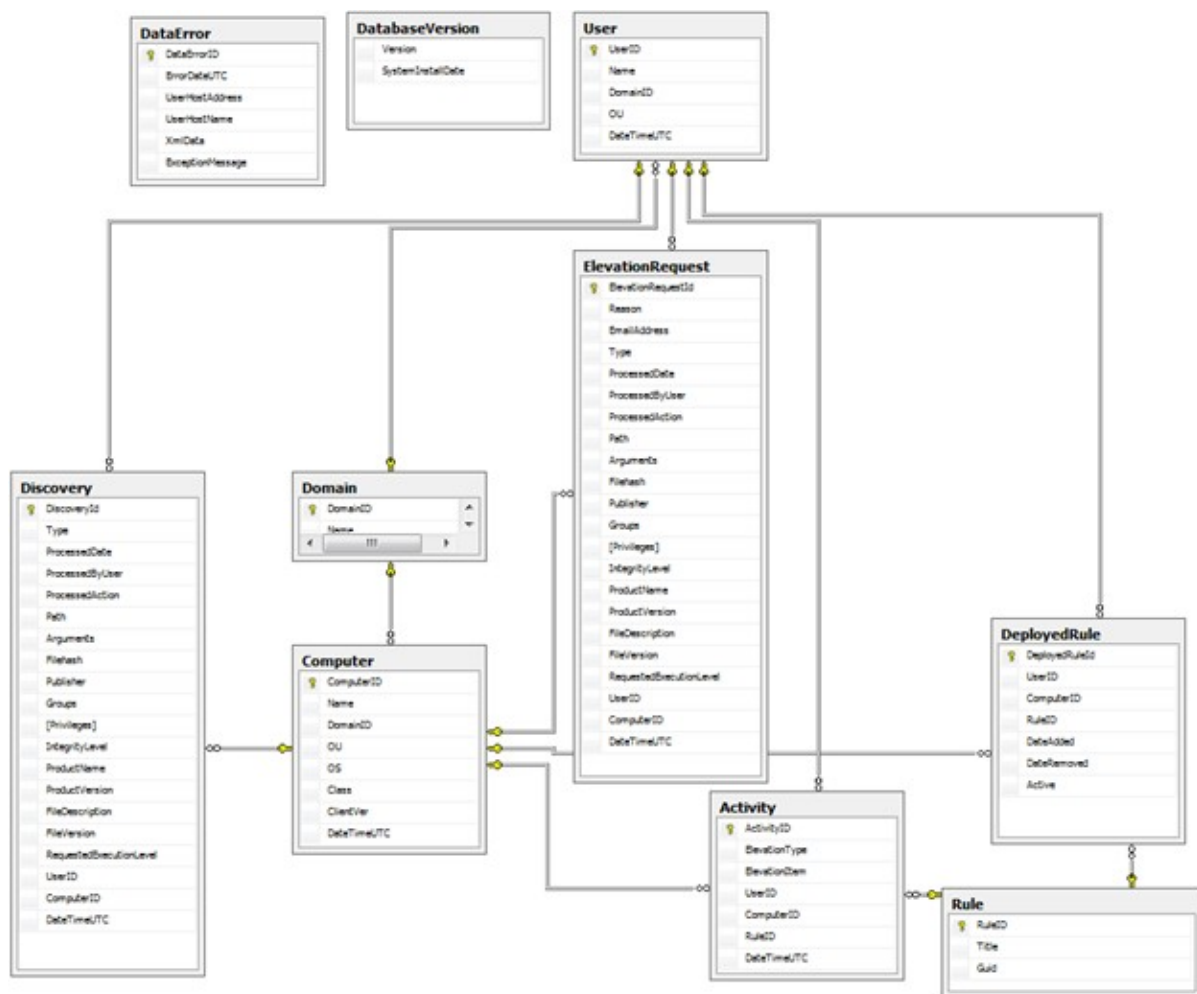 DataError
DataErrorID
ErrorDateUTC
UserHostAddress
UserHostName
XmlData
ExceptionMessage
DatabaseVersion
Version
SystemInstallDate
User
UserID
Name
DomainID
OU
DateTimeUTC
ElevationRequest
ElevationRequestId
Reason
EmailAddress
Type
ProcessedDate
ProcessedByUser
ProcessedAction
Path
Arguments
Filehash
Publisher
Groups
[Privileges]
IntegrityLevel
ProductName
ProductVersion
FileDescription
FileVersion
RequestedExecutionLevel
UserID
ComputerID
DateTimeUTC
Discovery
DiscoveryId
Type
ProcessedDate
ProcessedByUser
ProcessedAction
Path
Arguments
Filehash
Publisher
Groups
[Privileges]
IntegrityLevel
ProductName
ProductVersion
FileDescription
FileVersion
RequestedExecutionLevel
UserID
ComputerID
DateTimeUTC
Domain
DomainID
Name
Computer
ComputerID
Name
DomainID
OU
OS
Class
ClientVer
DateTimeUTC
DeployedRule
DeployedRuleId
UserID
ComputerID
RuleID
DateAdded
DateRemoved
Active
Activity
ActivityID
ElevationType
ElevationItem
UserID
ComputerID
RuleID
DateTimeUTC
Rule
RuleID
Title
Guid